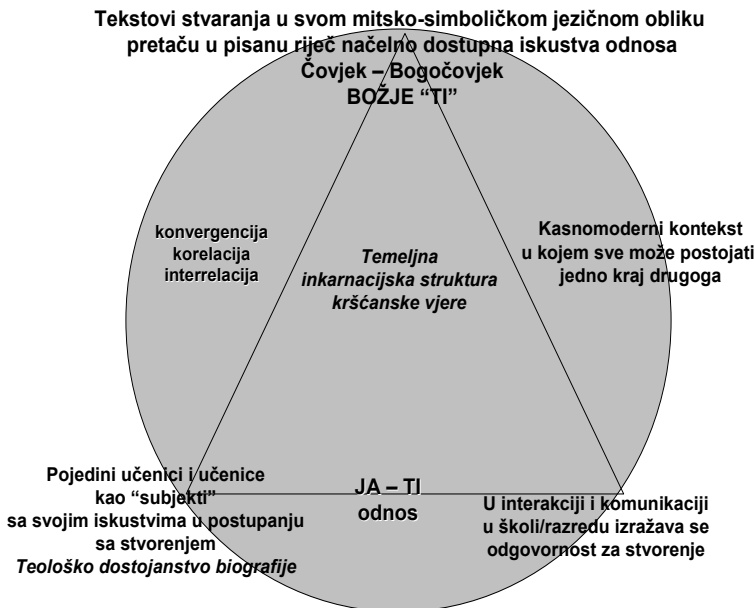 Tekstovi stvaranja u svom mitsko-simboličkom jezičnom obliku
pretaču u pisanu riječ načelno dostupna iskustva odnosa
Čovjek – Bogočovjek
BOŽJE “TI”
konvergencija
korelacija
interrelacija
Temeljna
inkarnacijska struktura
kršćanske vjere
Kasnomoderni kontekst
u kojem sve može postojati
jedno kraj drugoga
Pojedini učenici i učenice
kao “subjekti”
sa svojim iskustvima u postupanju
sa stvorenjem
Teološko dostojanstvo biografije
JA – TI
odnos
U interakciji i komunikaciji
u školi/razredu izražava se
odgovornost za stvorenje